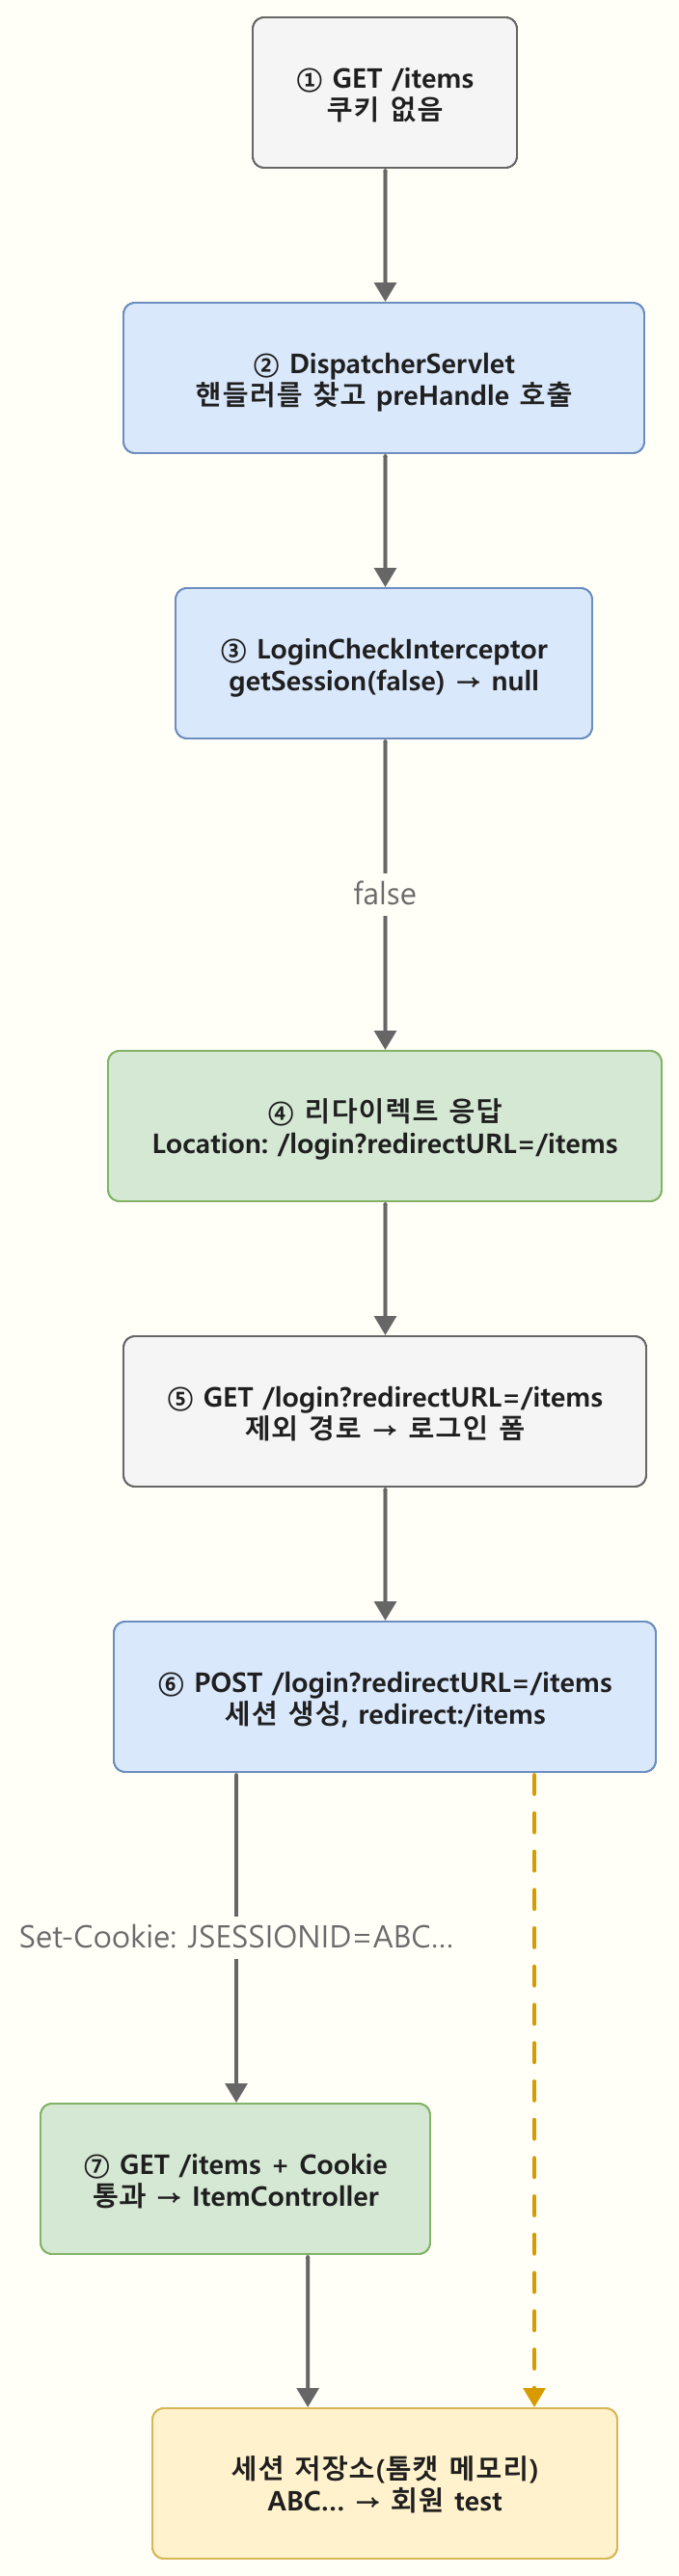 ① GET /items
쿠키 없음
② DispatcherServlet
핸들러를 찾고 preHandle 호출
③ LoginCheckInterceptor
getSession(false) → null
false
④ 리다이렉트 응답
Location: /login?redirectURL=/items
⑤ GET /login?redirectURL=/items
제외 경로 → 로그인 폼
⑥ POST /login?redirectURL=/items
세션 생성, redirect:/items
Set-Cookie: JSESSIONID=ABC...
⑦ GET /items + Cookie
통과 → ItemController
세션 저장소(톰캣 메모리)
ABC... → 회원 test